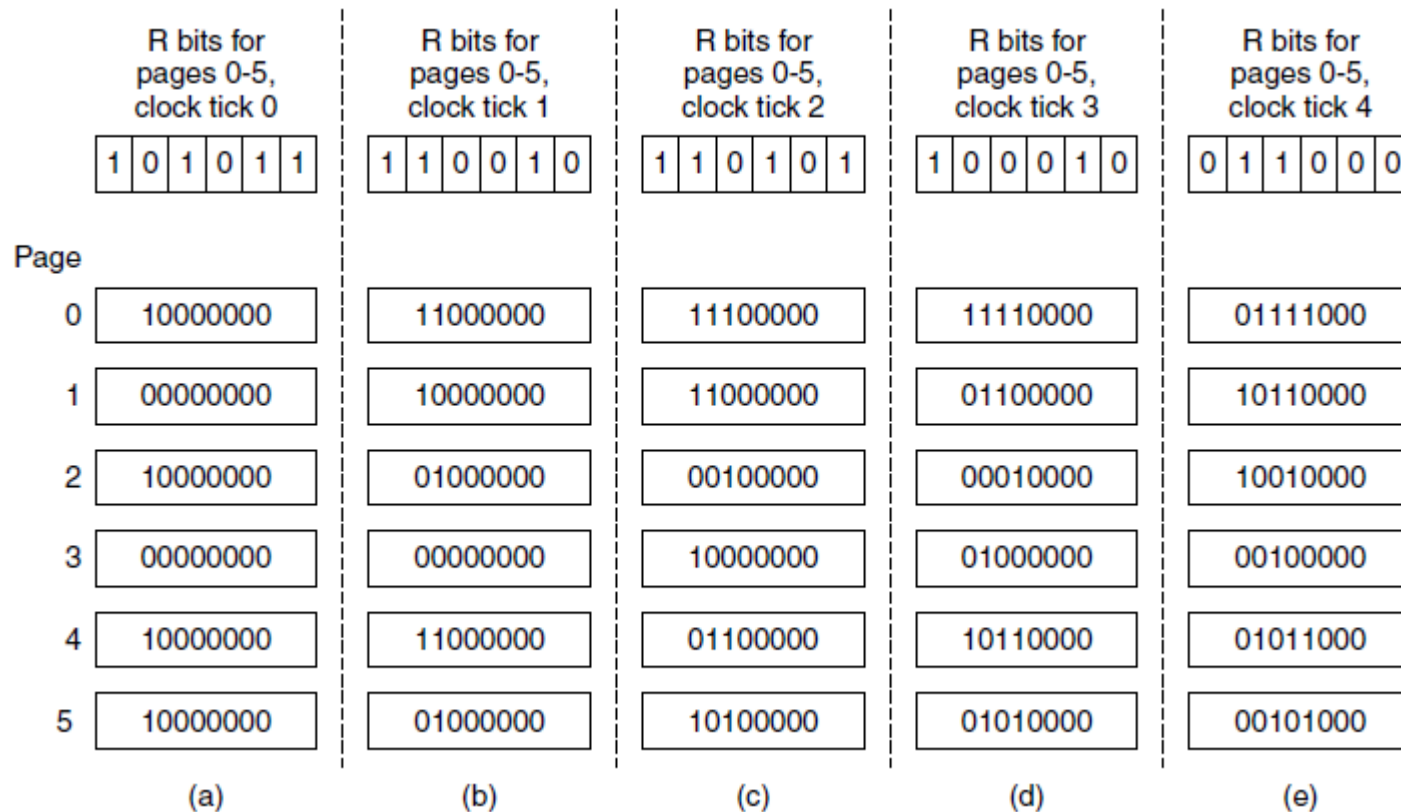 R bits for
pages 0-5,
clock tick 0
R bits for
pages 0-5,
clock tick 1
R bits for
pages 0-5,
clock tick 2
R bits for
pages 0-5,
clock tick 3
R bits for
pages 0-5,
clock tick 4
1 0 1 0 1 1
1 1 0 0 1 0
1 1 0 1 0 1
1 0 0 0 1 0
0 1 1 0 0 0
Page
0 10000000 11000000 11100000 11110000 01111000
1 00000000 10000000 11000000 01100000 10110000
2 10000000 01000000 00100000 00010000 10010000
3 00000000 00000000 10000000 01000000 00100000
4 10000000 11000000 01100000 10110000 01011000
5 10000000 01000000 10100000 01010000 00101000
(a) (b) (c) (d) (e)